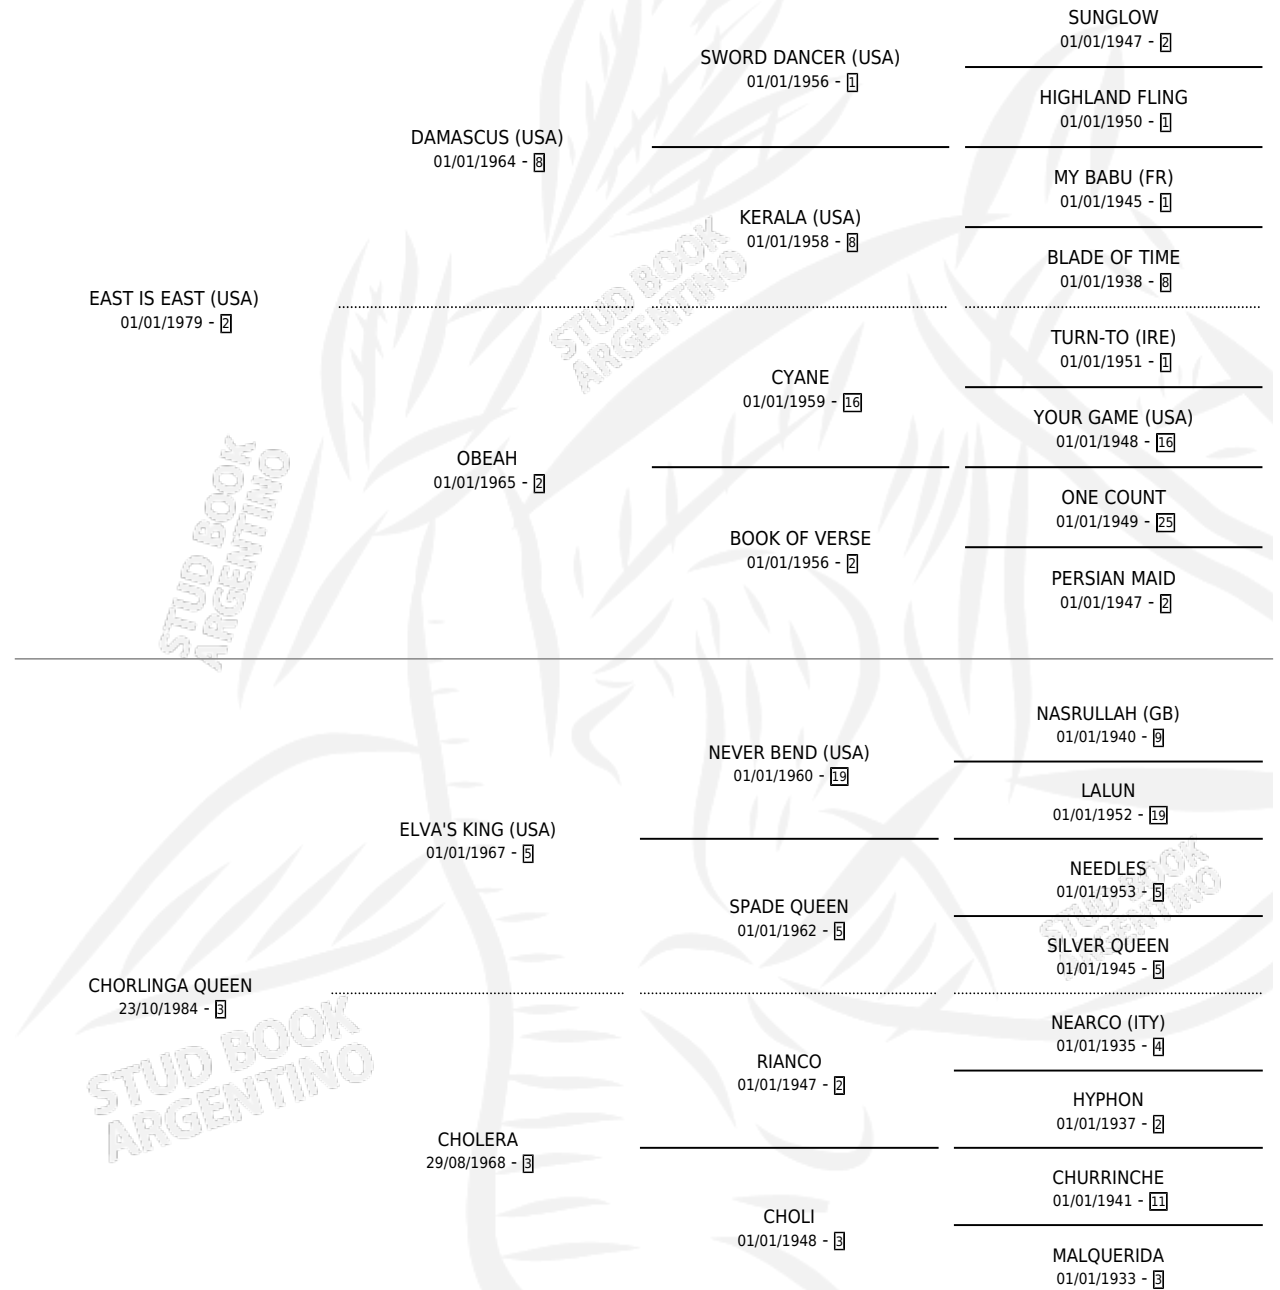 SUNGLOW
01/01/1947 - 2
SWORD DANCER (USA)
01/01/1956 - 1
HIGHLAND FLING
01/01/1950 - 1
DAMASCUS (USA)
01/01/1964 - 8
MY BABU (FR)
01/01/1945 - 1
KERALA (USA)
01/01/1958 - 8
BLADE OF TIME
01/01/1938 - 8
EAST IS EAST (USA)
01/01/1979 - 2
TURN-TO (IRE)
01/01/1951 - 1
CYANE
01/01/1959 - 16
YOUR GAME (USA)
01/01/1948 - 16
OBEAH
01/01/1965 - 2
ONE COUNT
01/01/1949 - 25
BOOK OF VERSE
01/01/1956 - 2
PERSIAN MAID
01/01/1947 - 2
NASRULLAH (GB)
01/01/1940 - 9
NEVER BEND (USA)
01/01/1960 - 19
LALUN
01/01/1952 - 19
ELVA'S KING (USA)
01/01/1967 - 5
NEEDLES
01/01/1953 - 5
SPADE QUEEN
01/01/1962 - 5
SILVER QUEEN
01/01/1945 - 5
CHORLINGA QUEEN
23/10/1984 - 3
NEARCO (ITY)
01/01/1935 - 4
RIANCO
01/01/1947 - 2
HYPHON
01/01/1937 - 2
CHOLERA
29/08/1968 - 3
CHURRINCHE
01/01/1941 - 11
CHOLI
01/01/1948 - 3
MALQUERIDA
01/01/1933 - 3
STUD BOOK
ARGENTINO
STUD BOOK
ARGENTINO
STUD BOOK
ARGENTINO
STUD BOOK
ARGENTINO